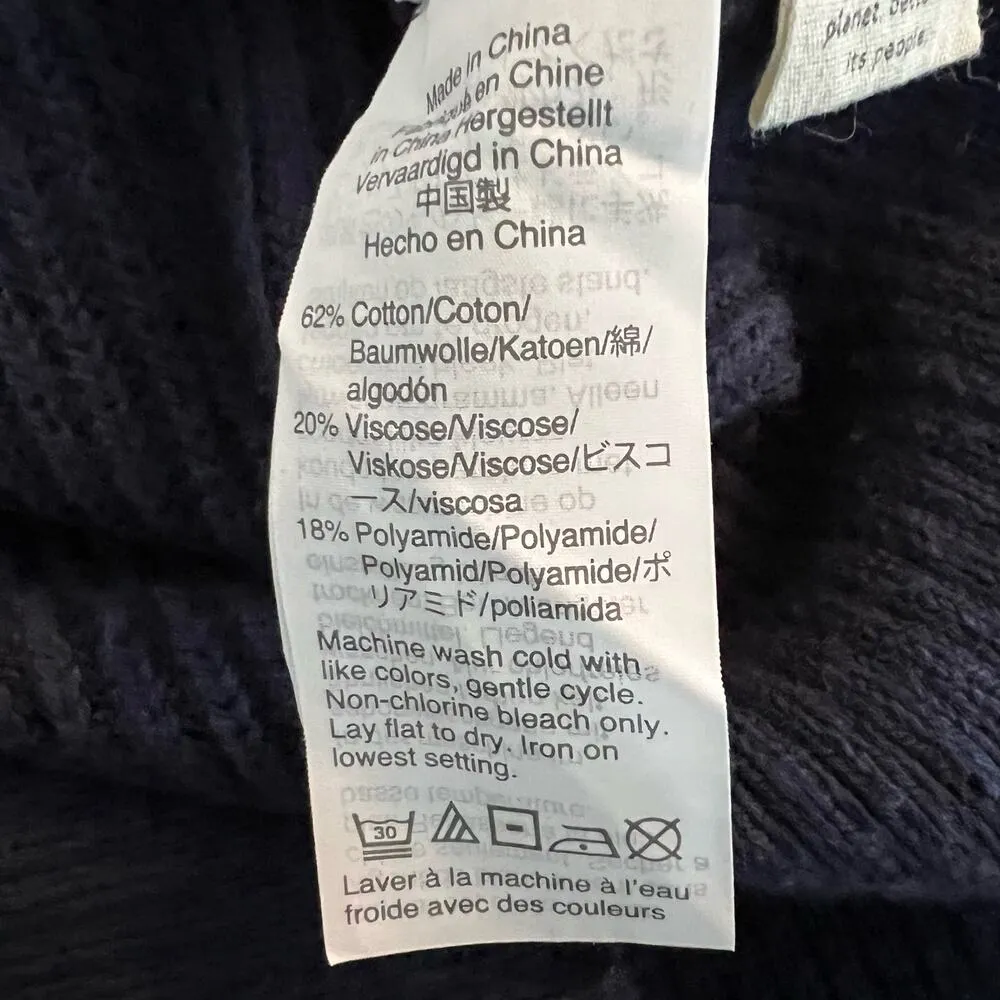 Made in China
Fabriqué en Chine
in China Hergestellt
Vervaardigd in China
中国製
Hecho en China
62% Cotton/Coton/
Baumwolle/Katoen/綿/
algodón
20% Viscose/Viscose/
Viskose/Viscose/ビスコ
ース/viscosa
18% Polyamide/Polyamide/
Polyamid/Polyamide/ポ
リアミド/poliamida
Machine wash cold with
like colors, gentle cycle.
Non-chlorine bleach only.
Lay flat to dry. Iron on
lowest setting.
30
Laver à la machine à l'eau
froide avec des couleurs
planet.
its people.